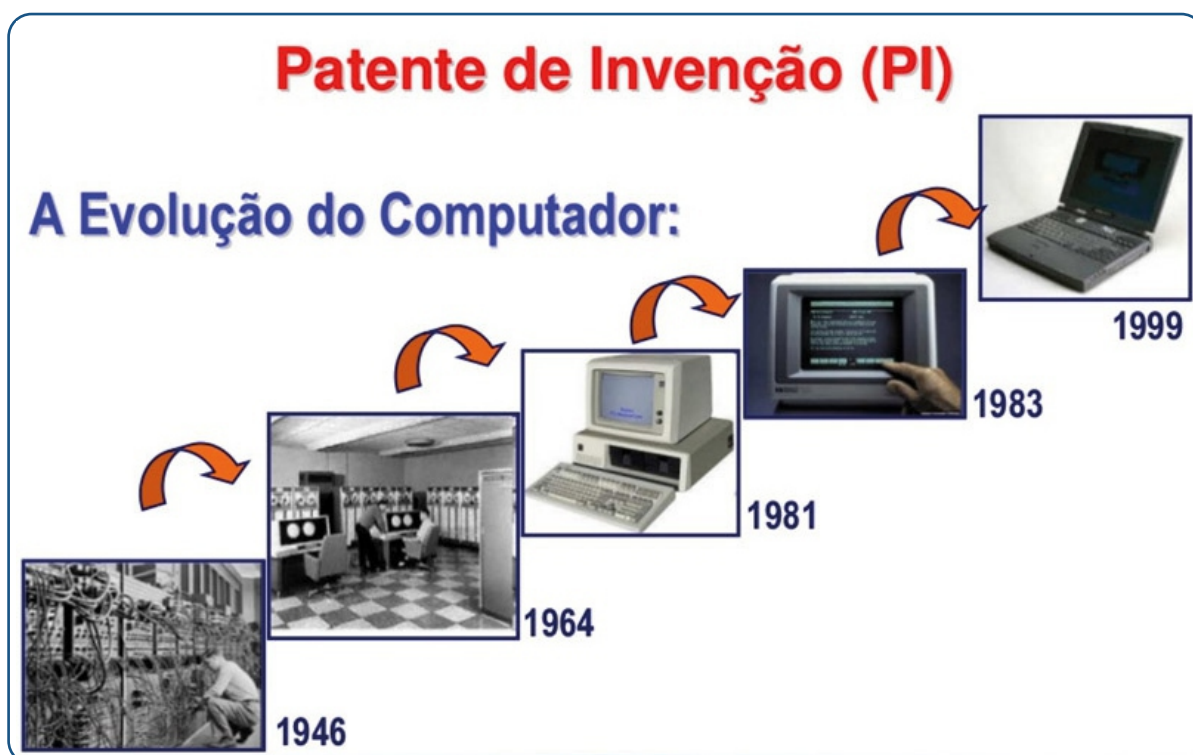 Patente de Invenção (PI)
A Evolução do Computador:
1999
1983
1981
1964
1946